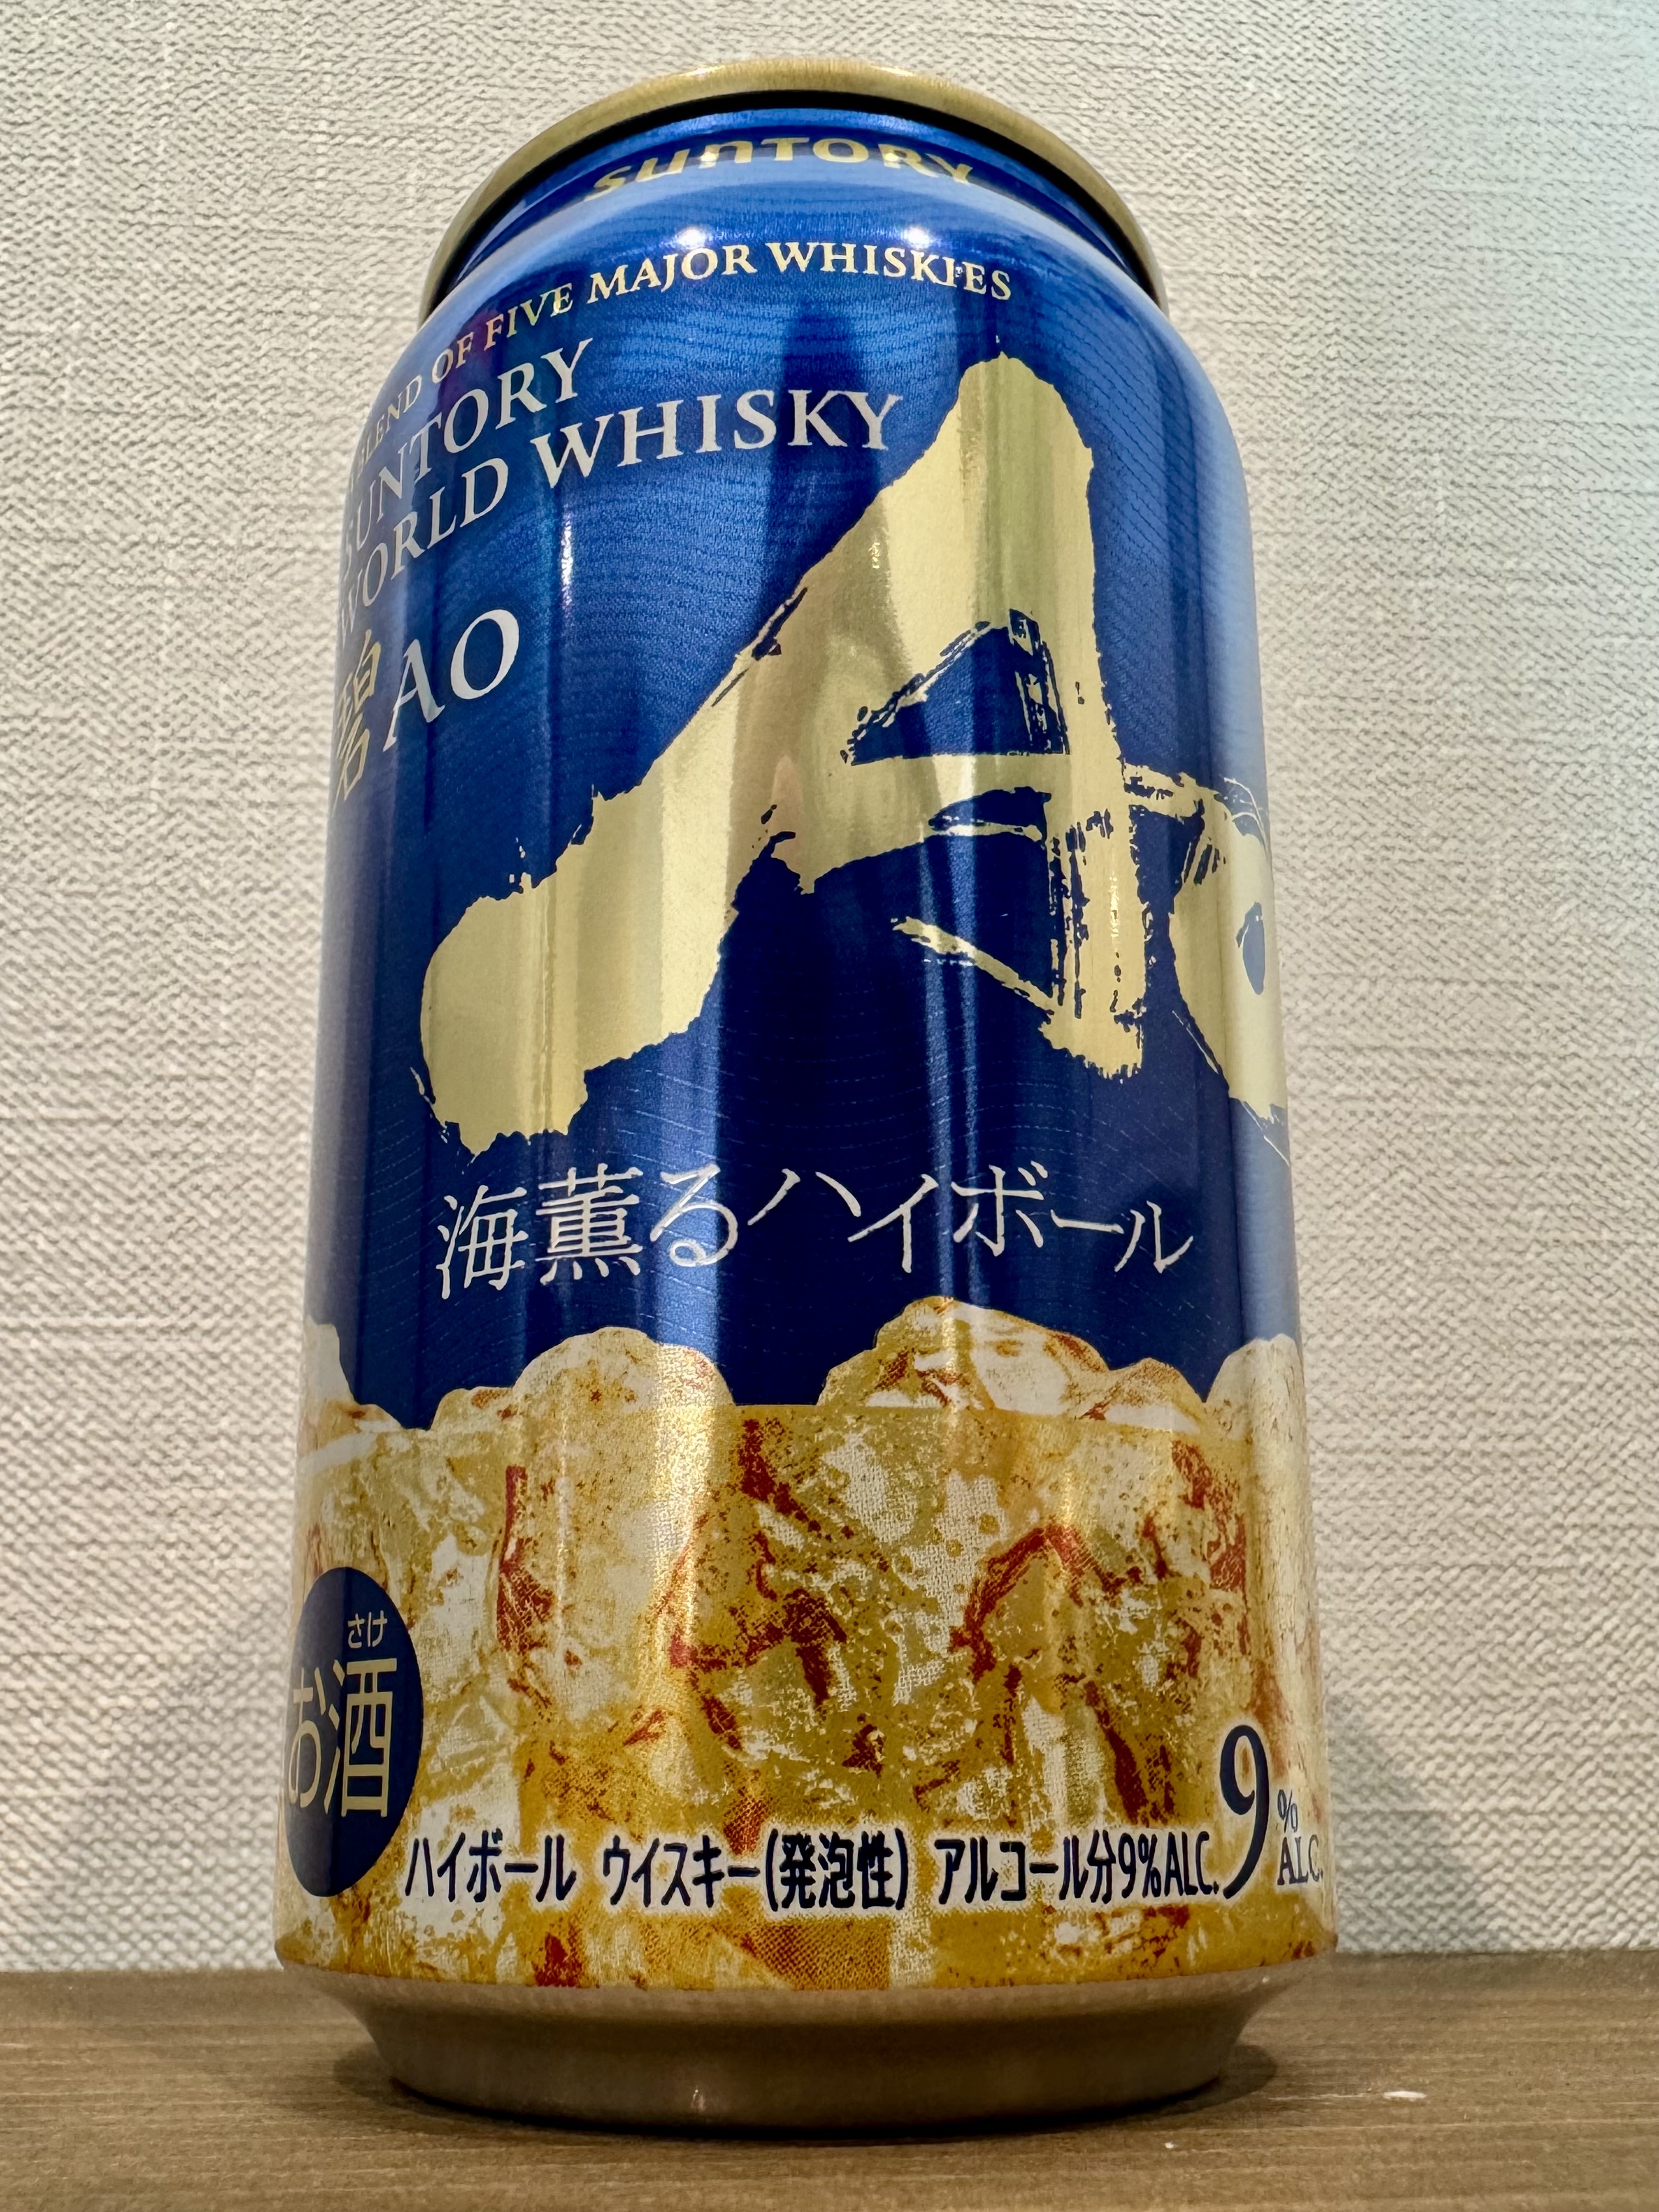 SUNTORY
BLEND OF FIVE MAJOR WHISKIES
SUNTORY
WORLD WHISKY
碧 AO
Ao
海薫るハイボール
さけ
お酒
ハイボール ウイスキー(発泡性) アルコール分9%ALC.
9%
ALC.